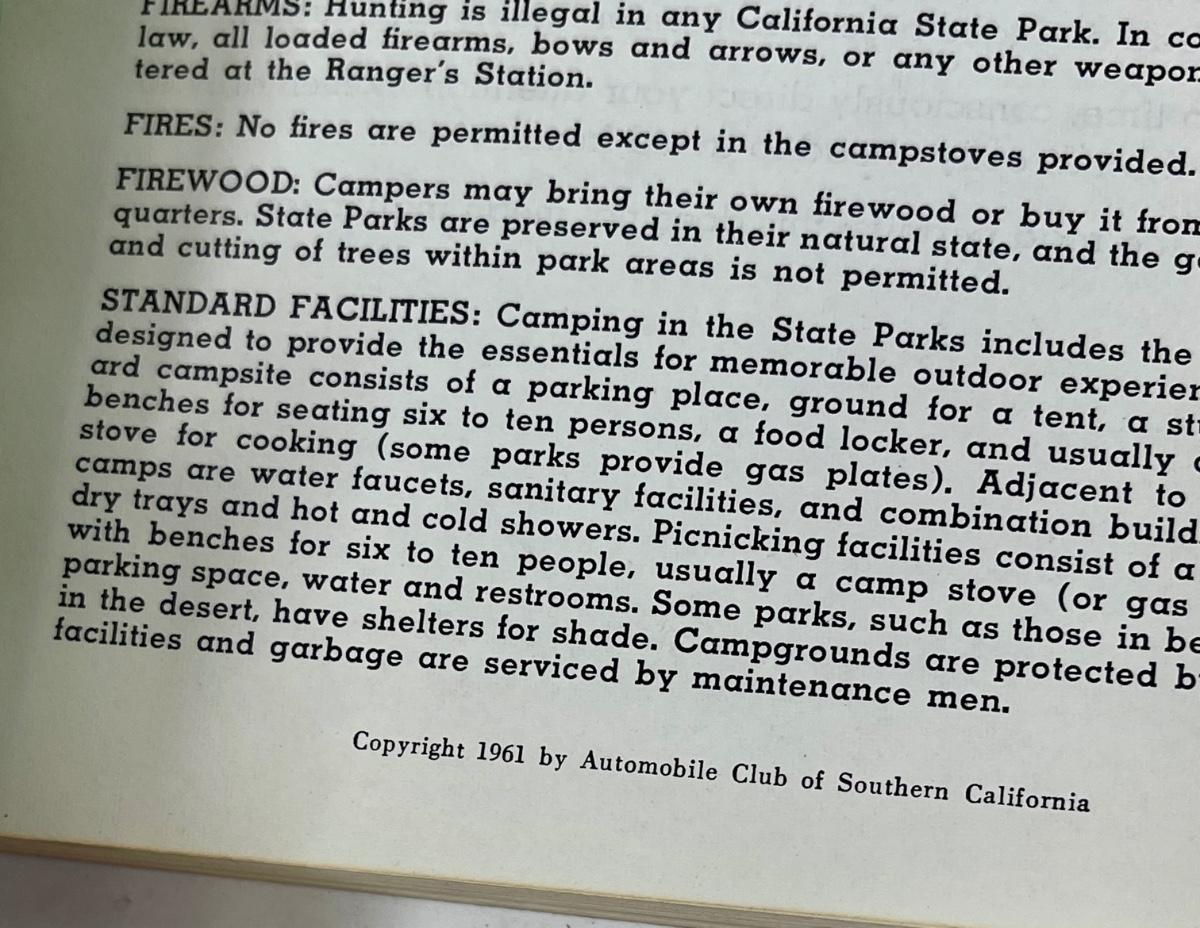 FIREARMS: Hunting is illegal in any California State Park. In
law, all loaded firearms, bows and arrows, or any other
tered at the Ranger's Station.
FIRES: No fires are permitted except in the campstoves provided.
FIREWOOD: Campers may bring their own firewood or buy it from
quarters. State Parks are preserved in their natural state, and the
and cutting of trees within park areas is not permitted.
STANDARD FACILITIES: Camping in the State Parks includes the
designed to provide the essentials for memorable outdoor
ard campsite consists of a parking place, ground for a tent, a
benches for seating six to ten persons, a food locker, and usually
stove for cooking (some parks provide gas plates). Adjacent to
camps are water faucets, sanitary facilities, and combination
dry trays and hot and cold showers. Picnicking facilities consist of a
with benches for six to ten people, usually a camp stove (or gas
parking space, water and restrooms. Some parks, such as those in
in the desert, have shelters for shade. Campgrounds are protected
facilities and garbage are serviced by maintenance men.
Copyright 1961 by Automobile Club of Southern California